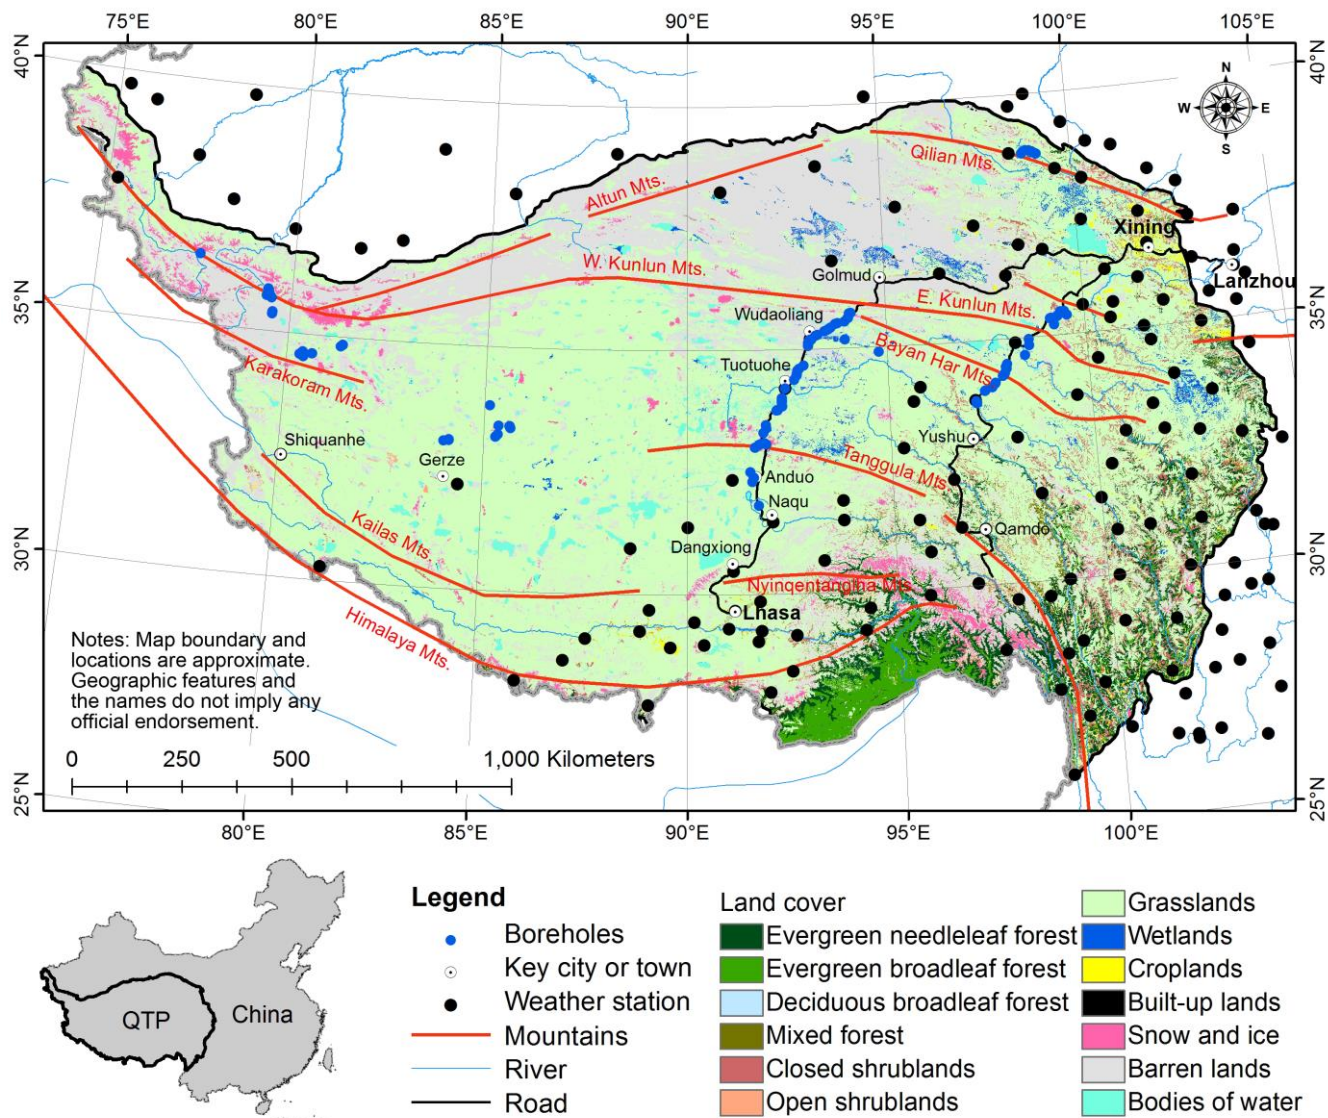 75°E
80°E
85°E
90°E
95°E
100°E
105°E
40°N
40°N
N
W
E
S
Qilian Mts.
Altun Mts.
Xining
W. Kunlun Mts.
Golmud
Lanzhou
35°N
35°N
E. Kunlun Mts.
Wudaoliang
Bayan Har Mts.
Tuotuohe
Karakoram Mts.
Shiquanhe
Yushu
Gerze
Tanggula Mts.
Anduo
Naqu
Kailas Mts.
Qamdo
30°N
30°N
Dangxiong
Nyinqentanglha Mts.
Lhasa
Himalaya Mts.
Notes: Map boundary and
locations are approximate.
Geographic features and
the names do not imply any
official endorsement.
0
250
500
1,000 Kilometers
25°N
25°N
80°E
85°E
90°E
95°E
100°E
QTP
China
Legend
Boreholes
Key city or town
Weather station
Mountains
River
Road
Land cover
Evergreen needleleaf forest
Evergreen broadleaf forest
Deciduous broadleaf forest
Mixed forest
Closed shrublands
Open shrublands
Grasslands
Wetlands
Croplands
Built-up lands
Snow and ice
Barren lands
Bodies of water